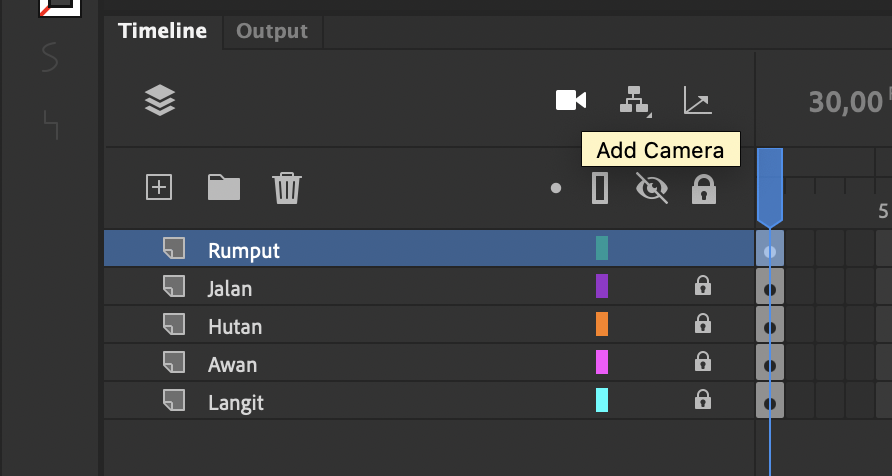 Timeline Output
30,00
Add Camera
5
Rumput
Jalan
Hutan
Awan
Langit